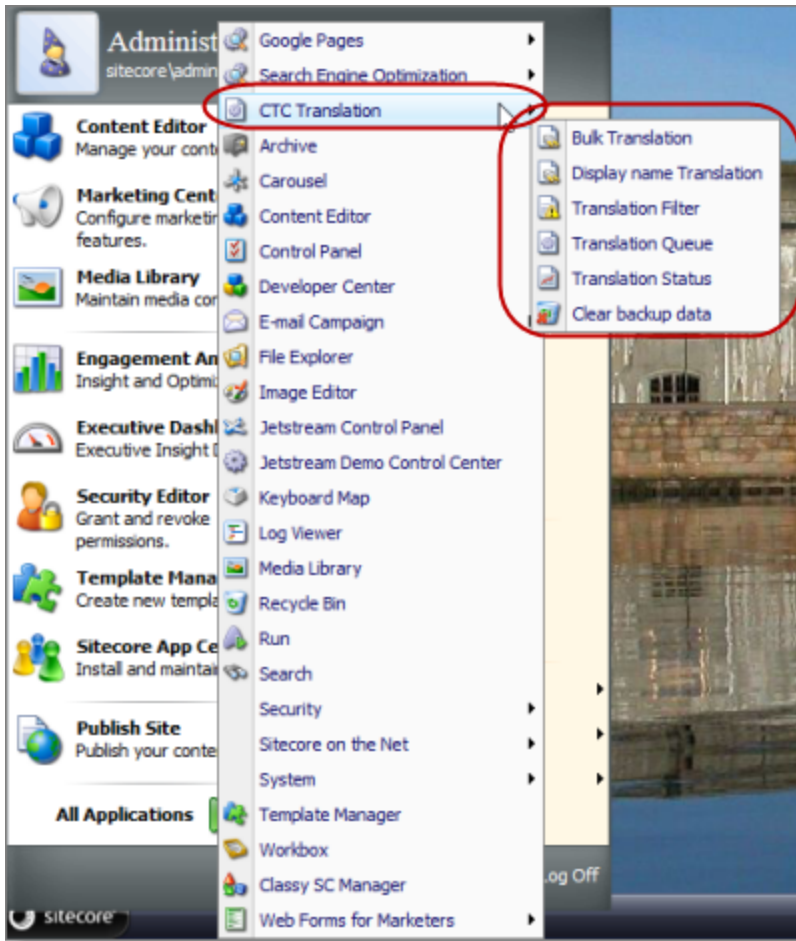 Administ
sitecore\admin
Content Editor
Manage your cont
Marketing Cent
Configure marketin
features.
Media Library
Maintain media con
Engagement An
Insight and Optimiz
Executive Dashl
Executive Insight D
Security Editor
Grant and revoke
permissions.
Template Mana
Create new templa
Sitecore App Ce
Install and maintai
Publish Site
Publish your conte
All Applications
sitecore
Google Pages
Search Engine Optimization
CTC Translation
Archive
Carousel
Content Editor
Control Panel
Developer Center
E-mail Campaign
File Explorer
Image Editor
Jetstream Control Panel
Jetstream Demo Control Center
Keyboard Map
Log Viewer
Media Library
Recycle Bin
Run
Search
Security
Sitecore on the Net
System
Template Manager
Workbox
Classy SC Manager
Web Forms for Marketers
Bulk Translation
Display name Translation
Translation Filter
Translation Queue
Translation Status
Clear backup data
og Off